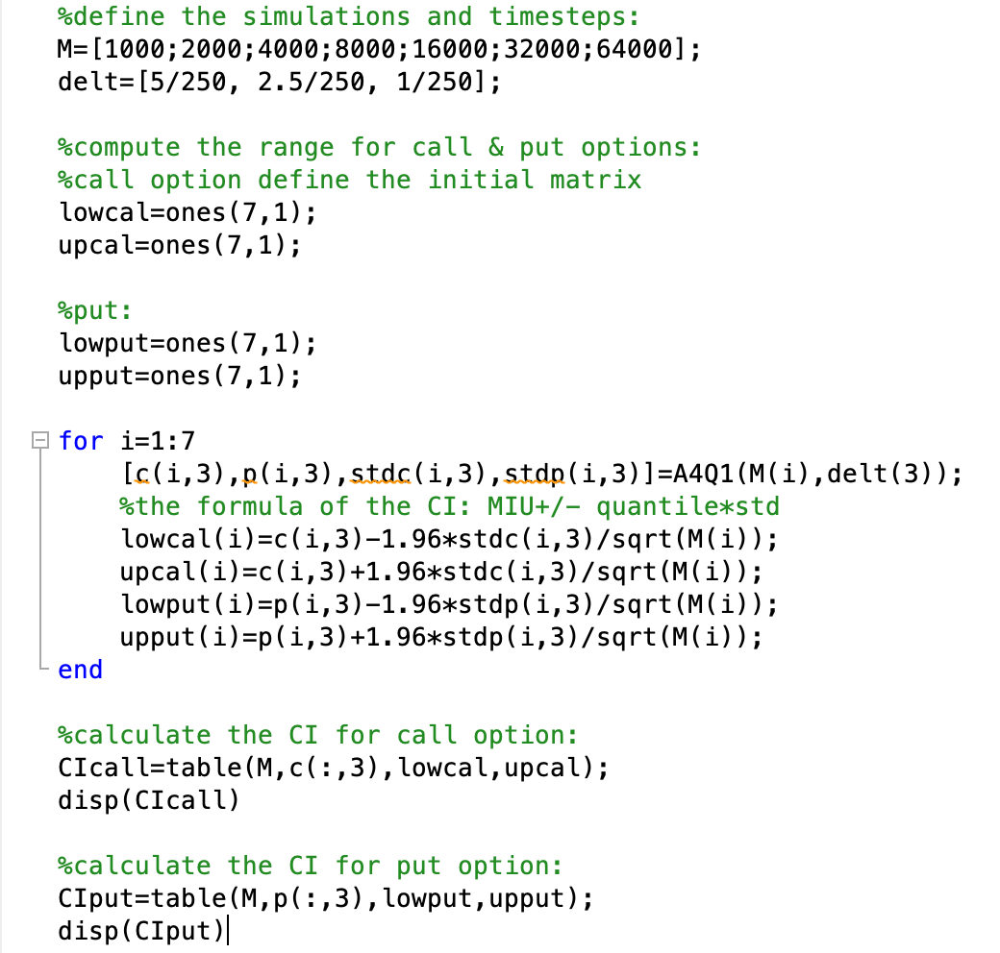 %define the simulations and timesteps:
M=[1000;2000;4000;8000;16000;32000;64000];
delt=[5/250, 2.5/250, 1/250];
%compute the range for call & put options:
%call option define the initial matrix
lowcal=ones(7,1);
upcal=ones(7,1);
%put:
lowput=ones(7,1);
upput=ones(7,1);
for i=1:7
[c(i,3),p(i,3),stdc(i,3),stdp(i,3)]=A4Q1(M(i),delt(3));
%the formula of the CI: MIU+/- quantile*std
lowcal(i)=c(i,3)-1.96*stdc(i,3)/sqrt(M(i));
upcal(i)=c(i,3)+1.96*stdc(i,3)/sqrt(M(i));
lowput(i)=p(i,3)-1.96*stdp(i,3)/sqrt(M(i));
upput(i)=p(i,3)+1.96*stdp(i,3)/sqrt(M(i));
end
%calculate the CI for call option:
CIcall=table(M,c(:,3),lowcal,upcal);
disp(CIcall)
%calculate the CI for put option:
CIput=table(M,p(:,3),lowput,upput);
disp(CIput)